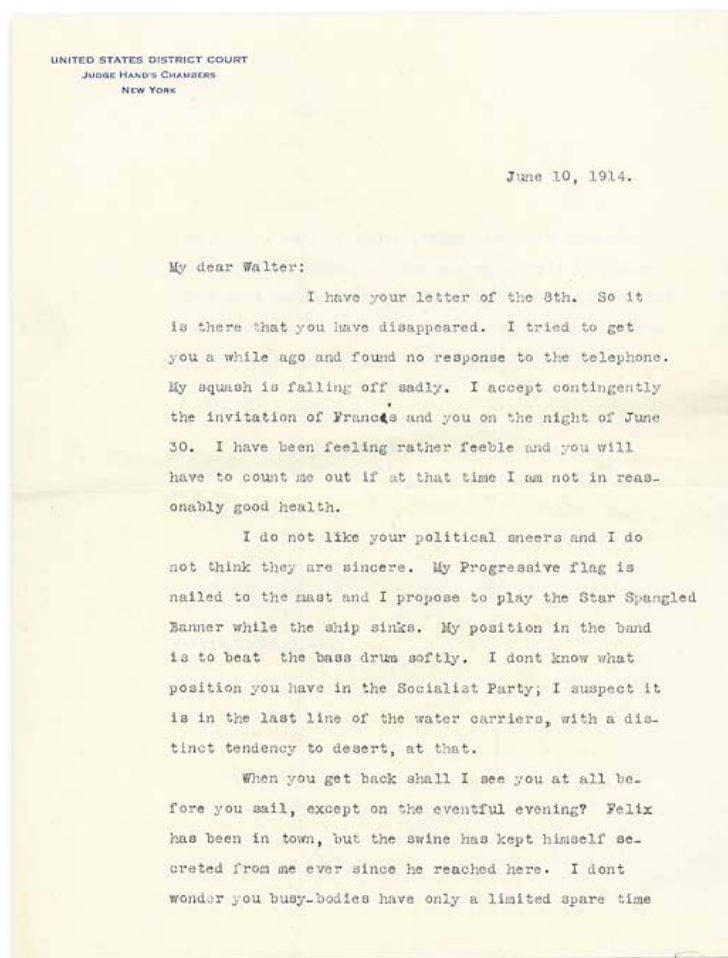 UNITED STATES DISTRICT COURT
JUDGE HAND'S CHAMBERS
NEW YORK
June 10, 1914.
My dear Walter:
I have your letter of the 8th. So it
is there that you have disappeared. I tried to get
you a while ago and found no response to the telephone.
My squash is falling off sadly. I accept contingently
the invitation of Francis and you on the night of June
30. I have been feeling rather feeble and you will
have to count me out if at that time I am not in reas-
onably good health.
I do not like your political sneers and I do
not think they are sincere. My Progressive flag is
nailed to the mast and I propose to play the Star Spangled
Banner while the ship sinks. My position in the band
is to beat the bass drum softly. I dont know what
position you have in the Socialist Party; I suspect it
is in the last line of the water carriers, with a dis-
tinct tendency to desert, at that.
When you get back shall I see you at all be-
fore you sail, except on the eventful evening? Felix
has been in town, but the swine has kept himself se-
creted from me ever since he reached here. I dont
wonder you busy-bodies have only a limited spare time